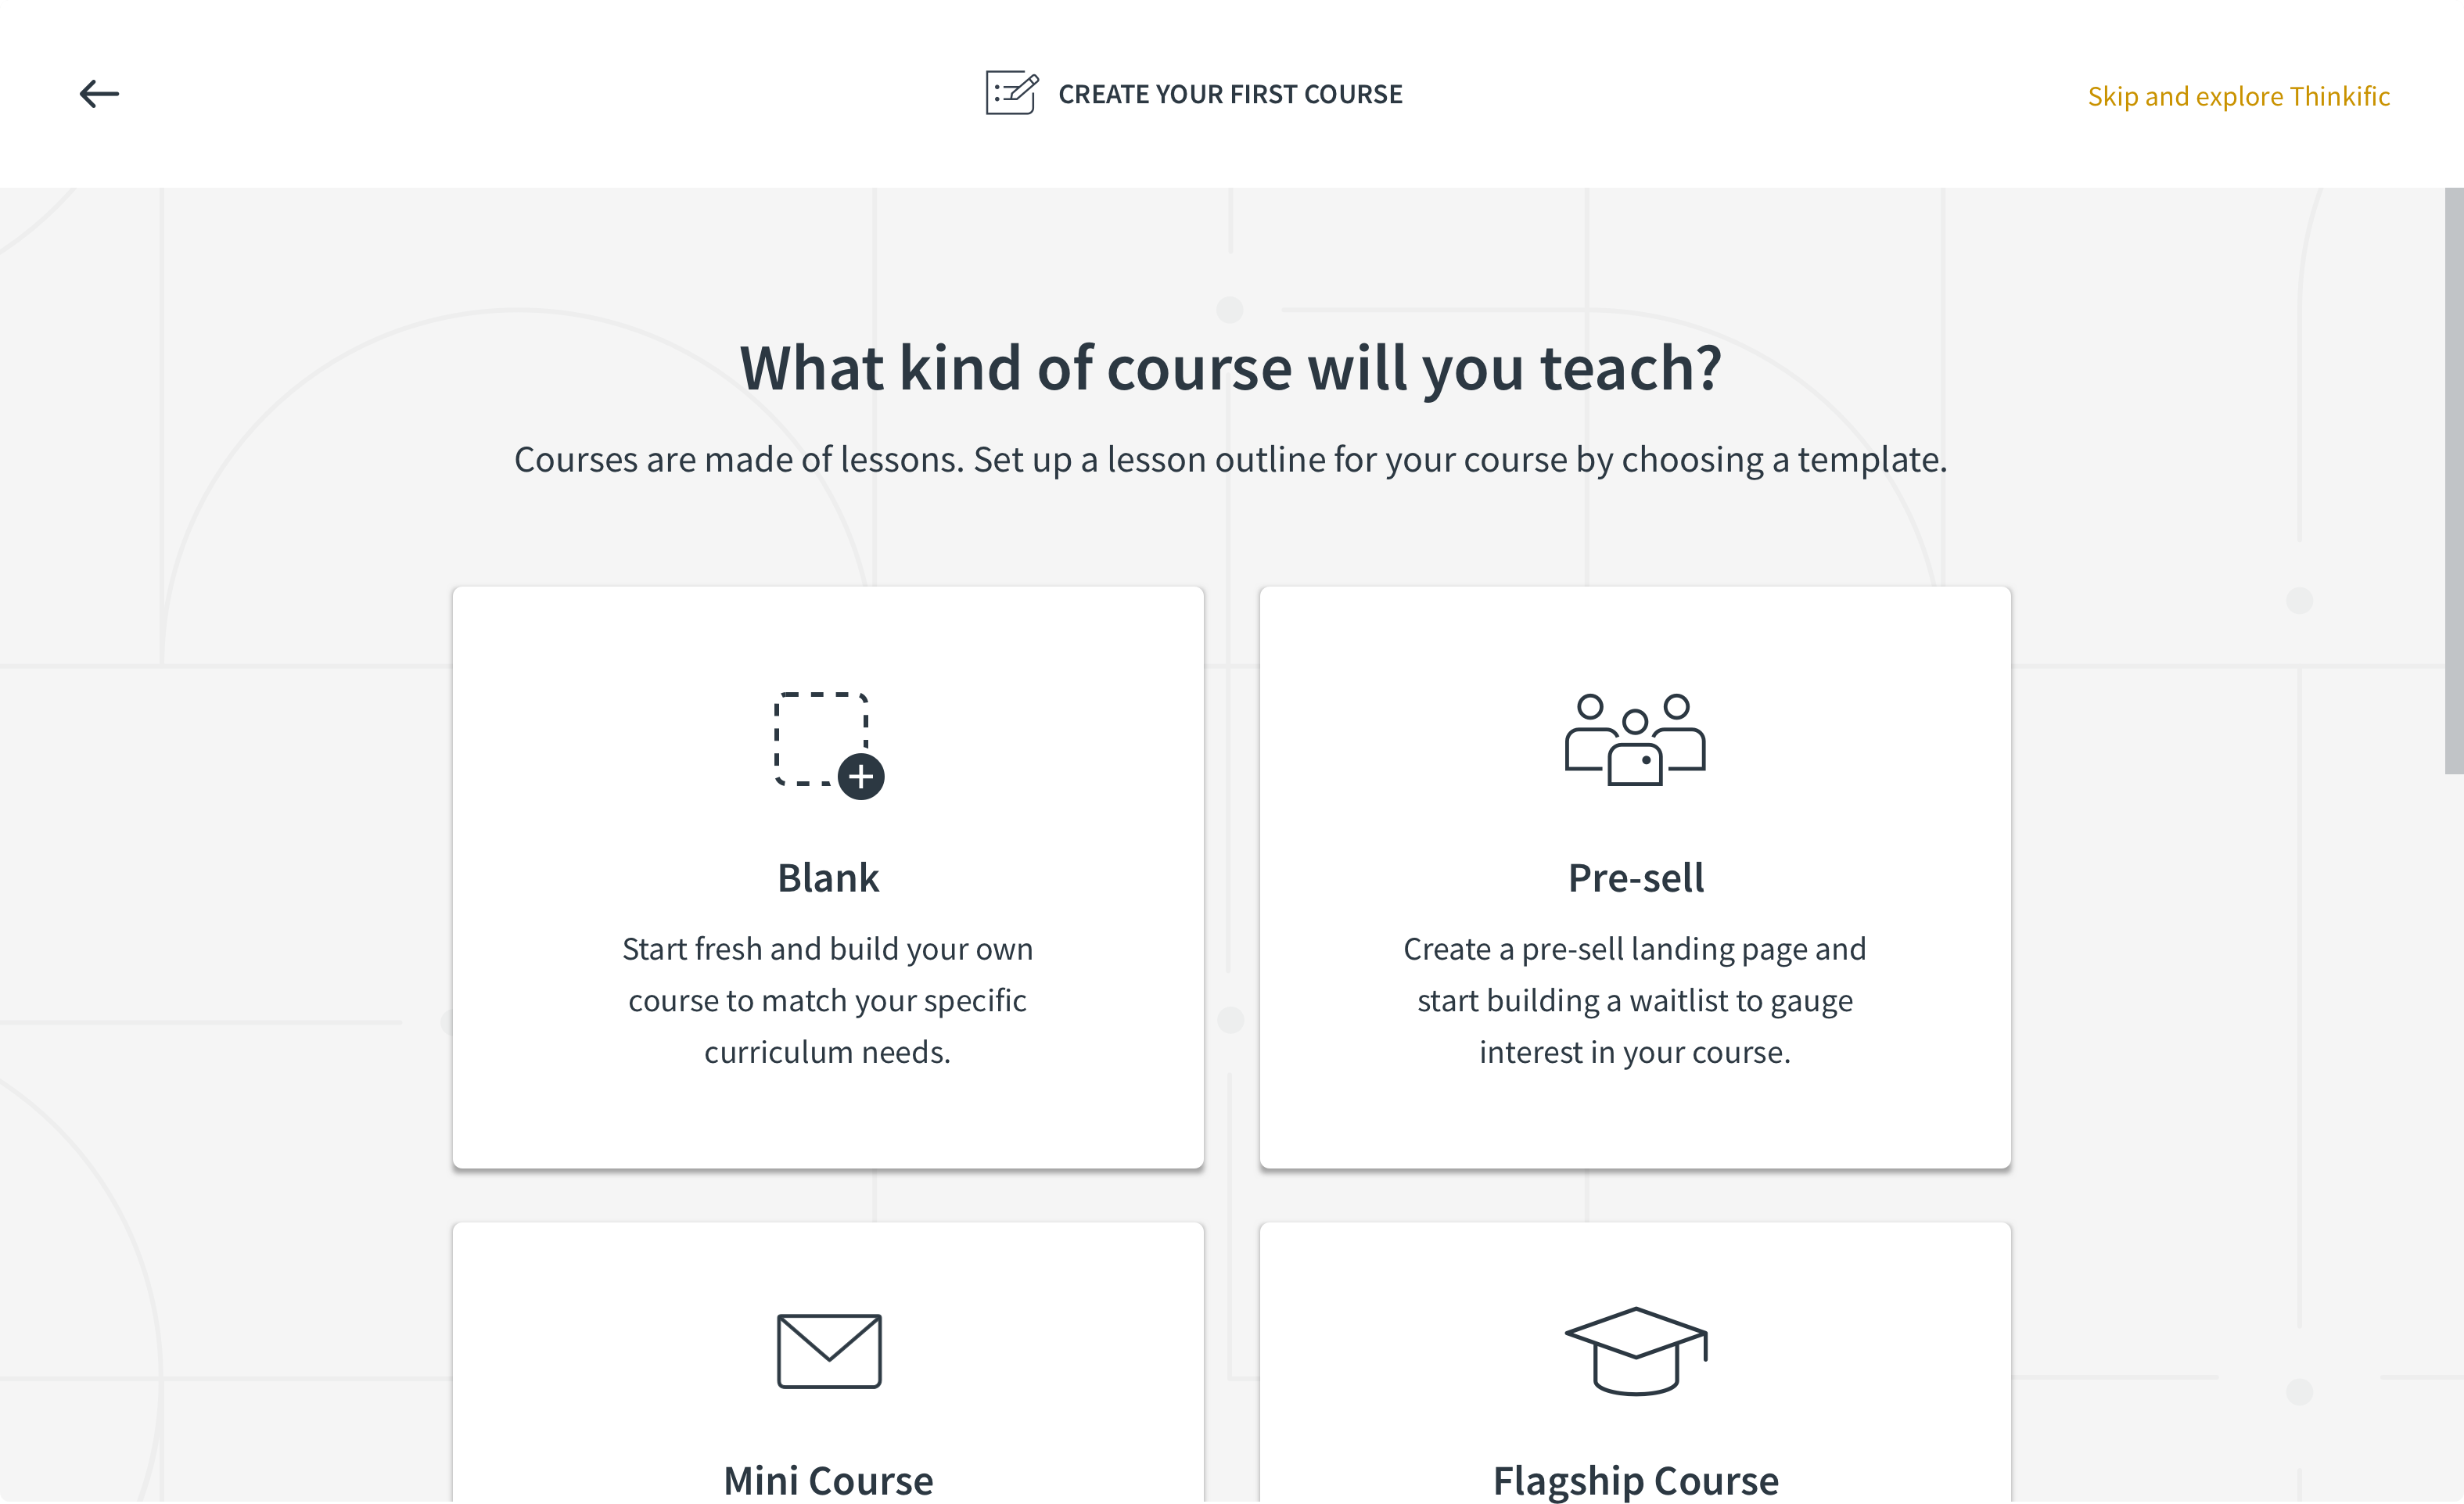 CREATE YOUR FIRST COURSE
Skip and explore Thinkific
What kind of course will you teach?
Courses are made of lessons. Set up a lesson outline for your course by choosing a template.
Blank
Start fresh and build your own
course to match your specific
curriculum needs.
Pre-sell
Create a pre-sell landing page and
start building a waitlist to gauge
interest in your course.
Mini Course
Flagship Course